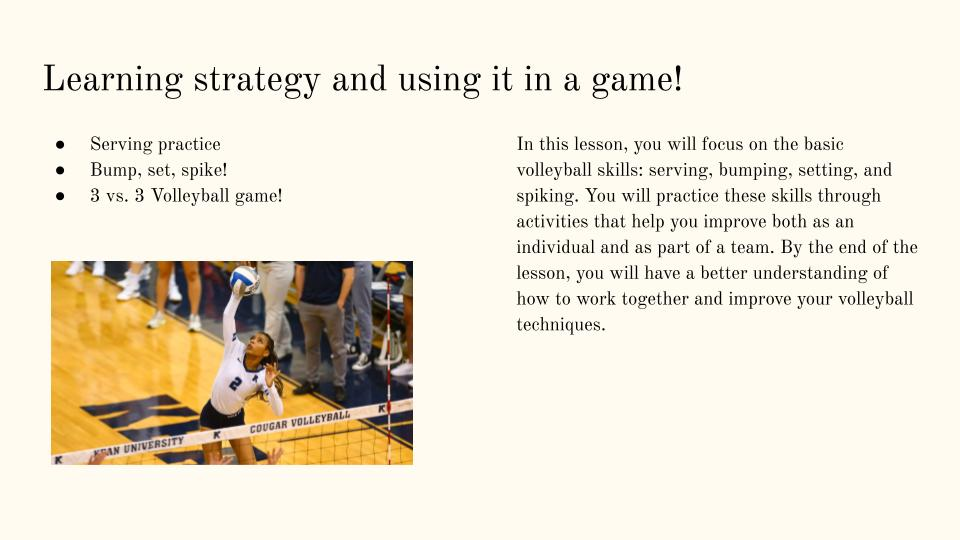 Learning strategy and using it in a game!
● Serving practice
● Bump, set, spike!
● 3 vs. 3 Volleyball game!
In this lesson, you will focus on the basic
volleyball skills: serving, bumping, setting, and
spiking. You will practice these skills through
activities that help you improve both as an
individual and as part of a team. By the end of the
lesson, you will have a better understanding of
how to work together and improve your volleyball
techniques.
2
K UNIVERSITY K COUGAR VOLLEYBALL K